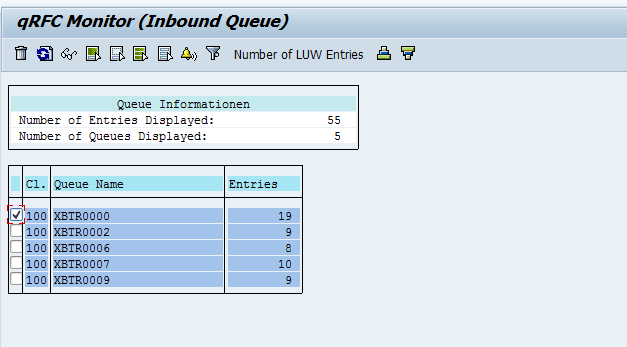 qRFC Monitor (Inbound Queue)
Number of LUW Entries
Queue Informationen
Number of Entries Displayed: 55
Number of Queues Displayed: 5
Cl. Queue Name Entries
100 XBTR0000 19
100 XBTR0002 9
100 XBTR0006 8
100 XBTR0007 10
100 XBTR0009 9